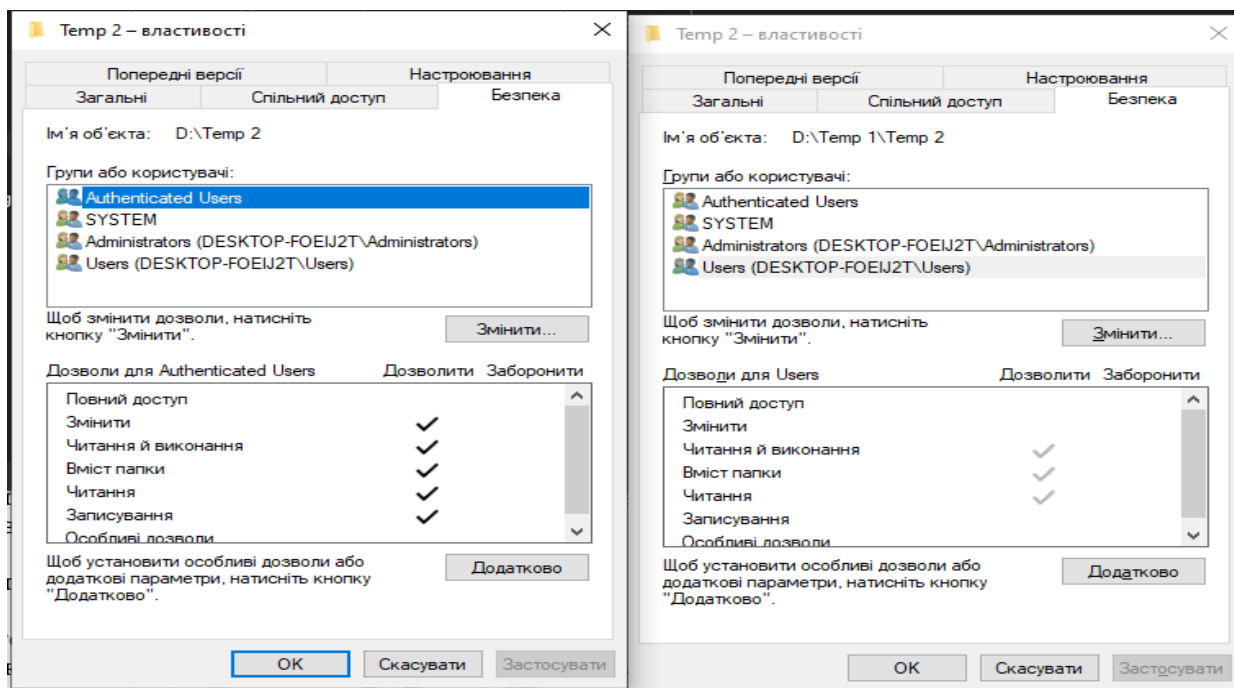 Temp 2 – властивості
Попередні версії
Настроювання
Загальні
Спільний доступ
Безпека
Ім'я об'єкта: D:\Temp 2
Групи або користувачі:
Authenticated Users
SYSTEM
Administrators (DESKTOP-FOEIJ2T\Administrators)
Users (DESKTOP-FOEIJ2T\Users)
Щоб змінити дозволи, натисніть
кнопку "Змінити".
Змінити...
Дозволи для Authenticated Users Дозволити Заборонити
Повний доступ
Змінити
Читання й виконання
Вміст папки
Читання
Записування
Особливі дозволи
Щоб установити особливі дозволи або
додаткові параметри, натисніть кнопку
"Додатково".
Додатково
OK
Скасувати
Застосувати
Temp 2 – властивості
Попередні версії
Настроювання
Загальні
Спільний доступ
Безпека
Ім'я об'єкта: D:\Temp 1\Temp 2
Групи або користувачі:
Authenticated Users
SYSTEM
Administrators (DESKTOP-FOEIJ2T\Administrators)
Users (DESKTOP-FOEIJ2T\Users)
Щоб змінити дозволи, натисніть
кнопку "Змінити".
Змінити...
Дозволи для Users Дозволити Заборонити
Повний доступ
Змінити
Читання й виконання
Вміст папки
Читання
Записування
Особливі дозволи
Щоб установити особливі дозволи або
додаткові параметри, натисніть кнопку
"Додатково".
Додатково
OK
Скасувати
Застосувати